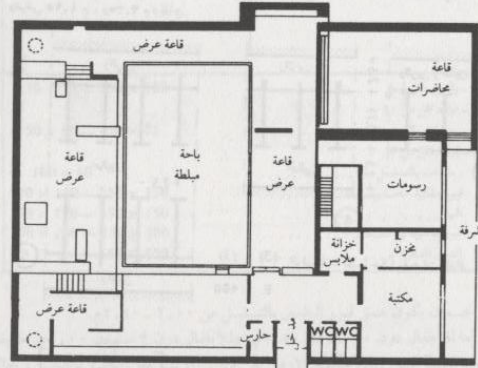 قاعة عرض
قاعة
محاضرات
قاعة
عرض
باحة
مبلطة
قاعة
عرض
رسومات
شرفة
خزانة
ملابس
مخزن
مكتبة
قاعة عرض
حارس
WC WC